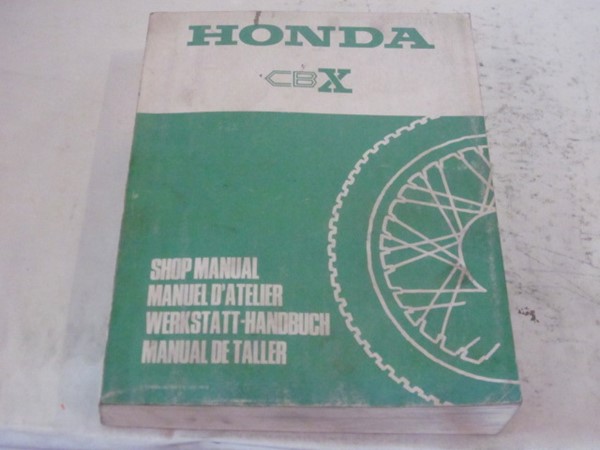 HONDA
CBX
SHOP MANUAL
MANUEL D'ATELIER
WERKSTATT-HANDBUCH
MANUAL DE TALLER